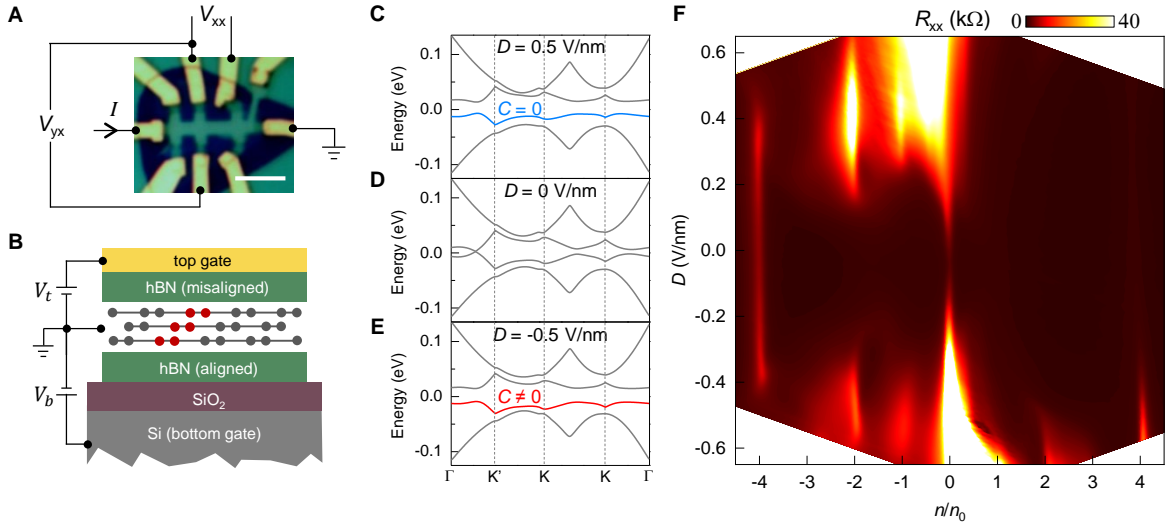 A
V_xx
I
V_yx
B
V_t
V_b
top gate
hBN (misaligned)
hBN (aligned)
SiO₂
Si (bottom gate)
C
D = 0.5 V/nm
C = 0
Energy (eV)
0.1
0.0
-0.1
D
D = 0 V/nm
Energy (eV)
0.1
0.0
-0.1
E
D = -0.5 V/nm
C ≠ 0
Energy (eV)
0.1
0.0
-0.1
Γ K' K K Γ
F
R_xx (kΩ) 0 40
D (V/nm)
0.6
0.4
0.2
0.0
-0.2
-0.4
-0.6
-4 -3 -2 -1 0 1 2 3 4
n/n₀